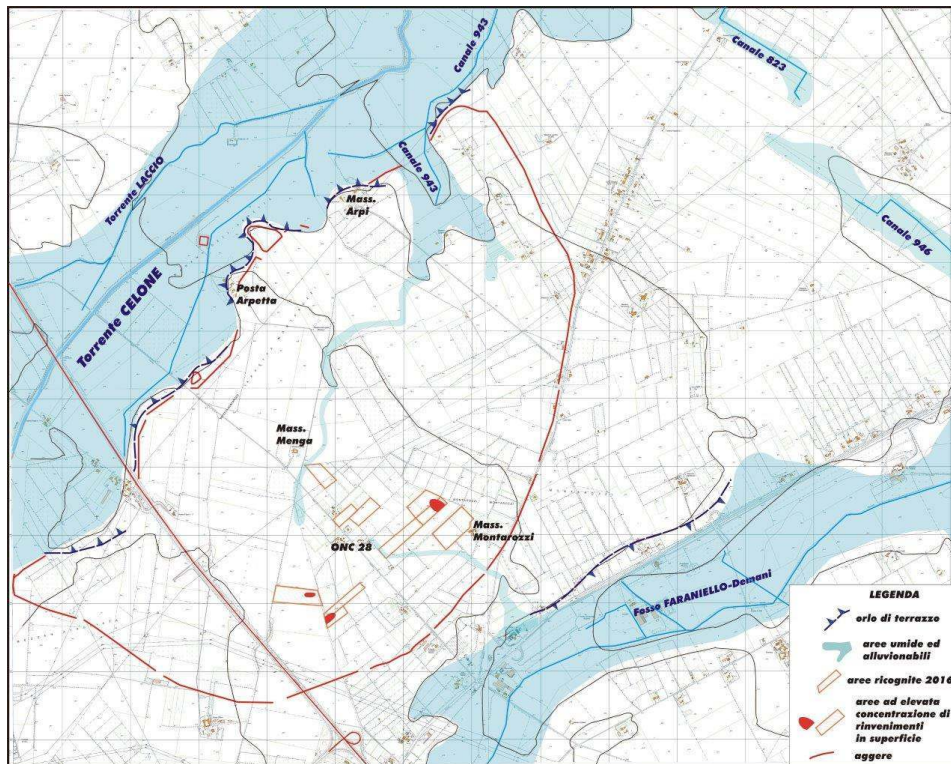 Canale 943
Canale 823
Torrente LACCIO
Canale 943
Mass.
Arpi
Canale 946
Posta
Arpetta
Torrente CELONE
Mass.
Menga
Mass.
Montarozzi
ONC 28
Fosso FARANIELLO-Demani
LEGENDA
orlo di terrazzo
aree umide ed
alluvionabili
aree ricognite 2016
aree ad elevata
concentrazione di
rinvenimenti
in superficie
aggere